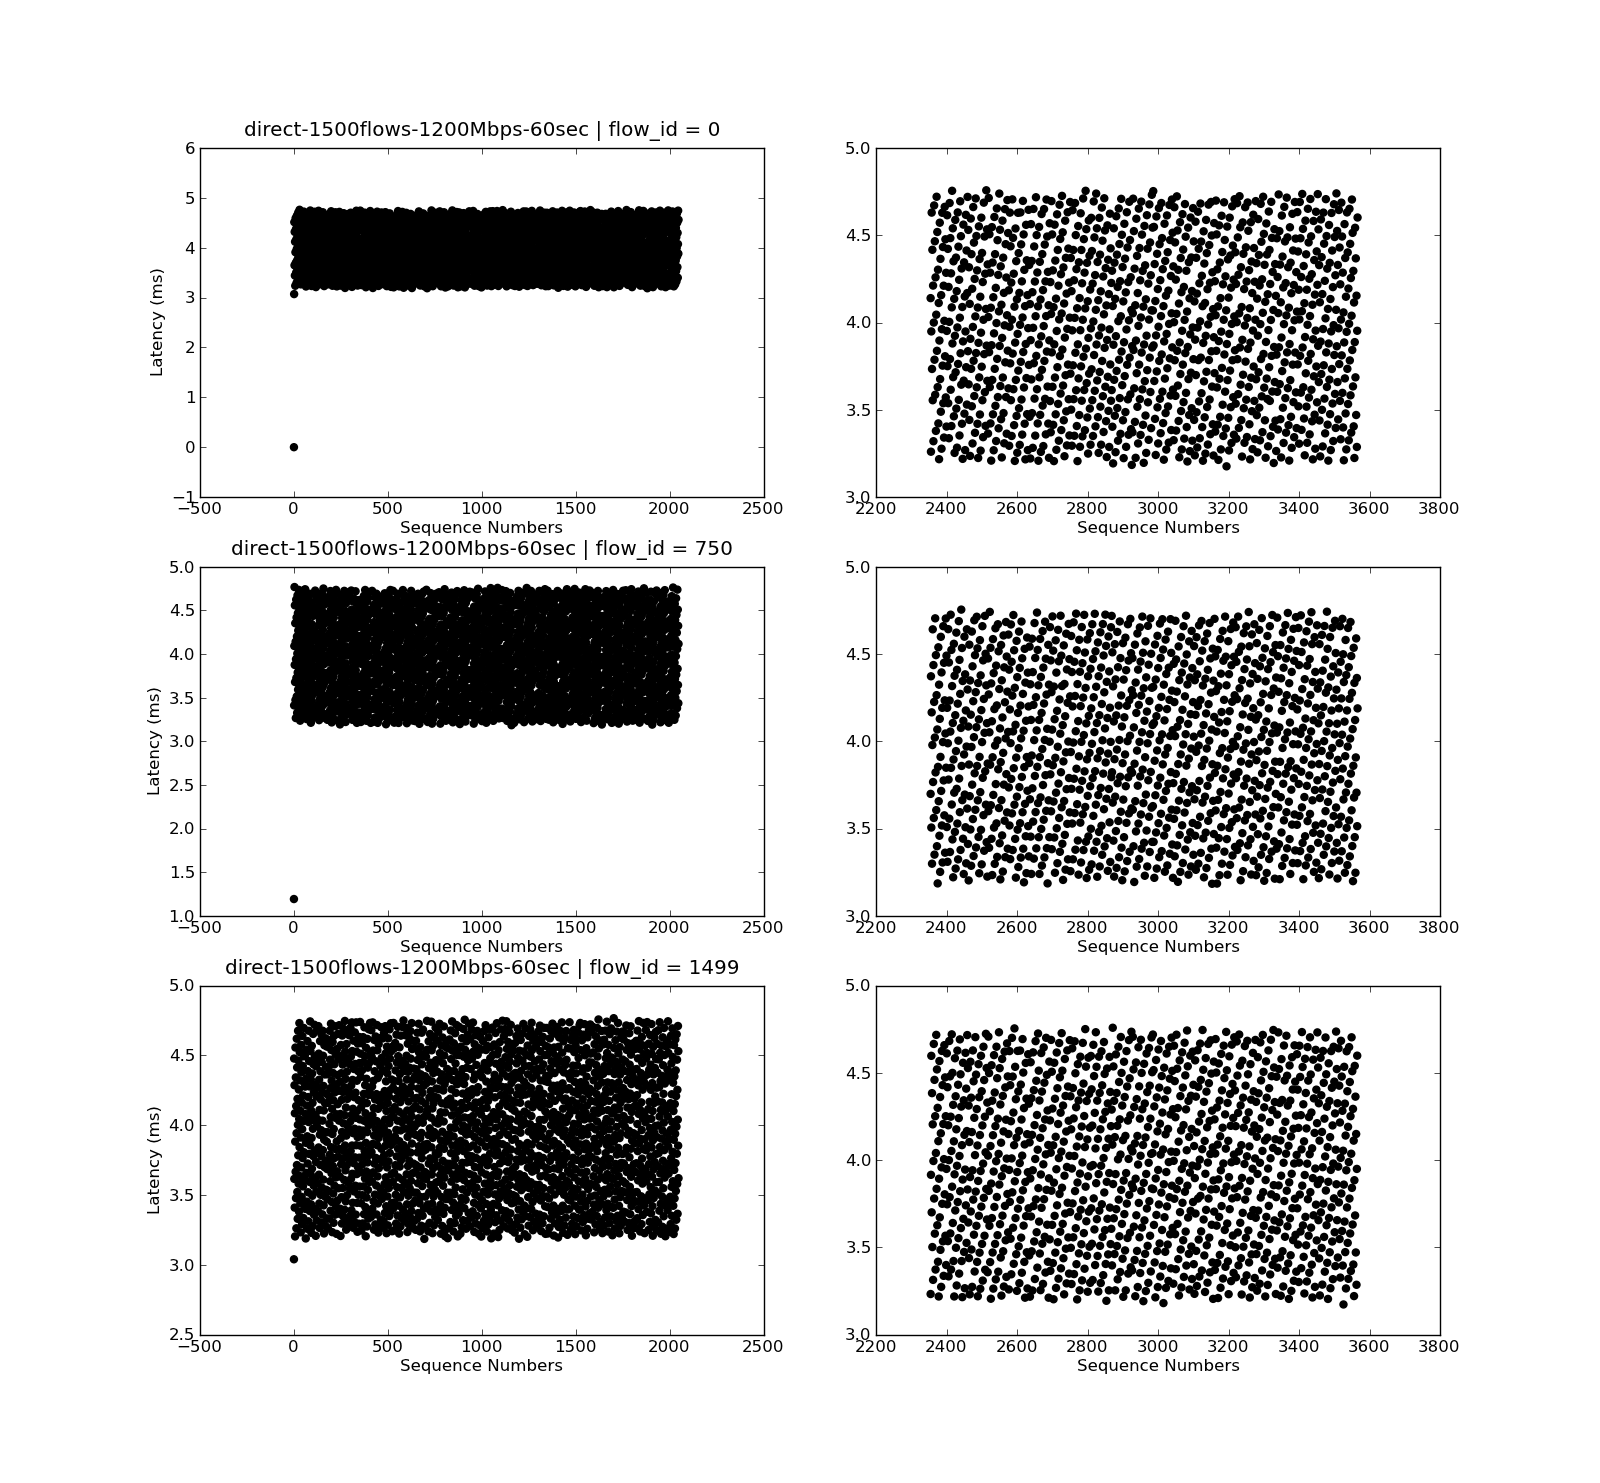 direct-1500flows-1200Mbps-60sec | flow_id = 0
6
5
4
3
2
1
0
−1
Latency (ms)
−500 0 500 1000 1500 2000 2500
Sequence Numbers
5.0
4.5
4.0
3.5
3.0
2200 2400 2600 2800 3000 3200 3400 3600 3800
Sequence Numbers
direct-1500flows-1200Mbps-60sec | flow_id = 750
5.0
4.5
4.0
3.5
3.0
2.5
2.0
1.5
1.0
Latency (ms)
−500 0 500 1000 1500 2000 2500
Sequence Numbers
5.0
4.5
4.0
3.5
3.0
2200 2400 2600 2800 3000 3200 3400 3600 3800
Sequence Numbers
direct-1500flows-1200Mbps-60sec | flow_id = 1499
5.0
4.5
4.0
3.5
3.0
2.5
Latency (ms)
−500 0 500 1000 1500 2000 2500
Sequence Numbers
5.0
4.5
4.0
3.5
3.0
2200 2400 2600 2800 3000 3200 3400 3600 3800
Sequence Numbers